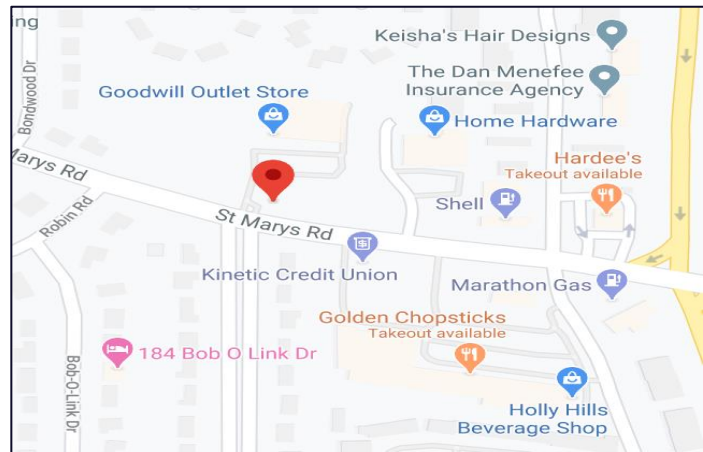 ing
Keisha's Hair Designs
The Dan Menefee
Insurance Agency
Goodwill Outlet Store
Bondwood Dr
Home Hardware
Hardee's
Takeout available
Marys Rd
Shell
St Marys Rd
Robin Rd
Kinetic Credit Union
Marathon Gas
Golden Chopsticks
Takeout available
184 Bob O Link Dr
Bob-O-Link Dr
Holly Hills
Beverage Shop